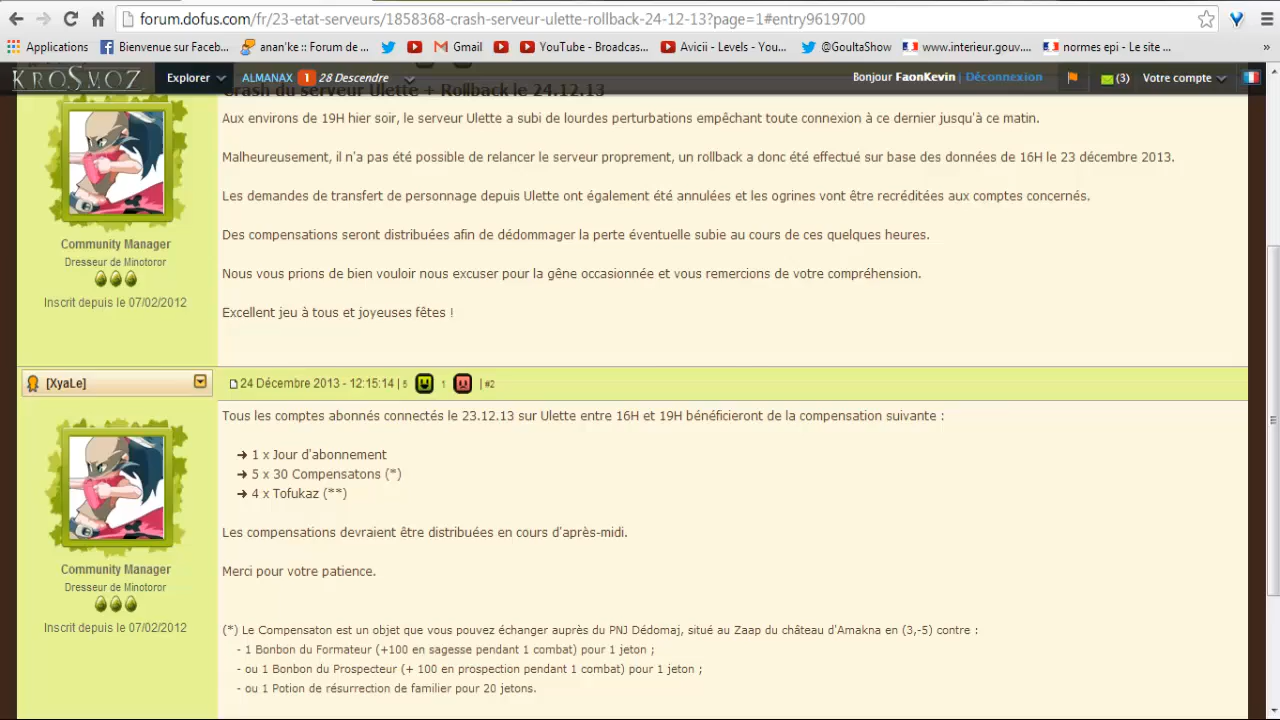 forum.dofus.com/fr/23-etat-serveurs/1858368-crash-serveur-ulette-rollback-24-12-13?page=1#entry9619700
Applications Bienvenue sur Faceb... anan'ke :: Forum de ... Gmail YouTube - Broadcas... Avicii - Levels - You... @GoultaShow www.interieur.gouv.... normes epi - Le site ... »
KROSMOZ Explorer ALMANAX 1 28 Descendre Bonjour FaonKevin | Déconnexion (3) Votre compte
Crash du serveur Ulette + Rollback le 24.12.13
Aux environs de 19H hier soir, le serveur Ulette a subi de lourdes perturbations empêchant toute connexion à ce dernier jusqu'à ce matin.
Malheureusement, il n'a pas été possible de relancer le serveur proprement, un rollback a donc été effectué sur base des données de 16H le 23 décembre 2013.
Les demandes de transfert de personnage depuis Ulette ont également été annulées et les ogrines vont être recréditées aux comptes concernés.
Des compensations seront distribuées afin de dédommager la perte éventuelle subie au cours de ces quelques heures.
Nous vous prions de bien vouloir nous excuser pour la gêne occasionnée et vous remercions de votre compréhension.
Excellent jeu à tous et joyeuses fêtes !
Community Manager
Dresseur de Minotoror
Inscrit depuis le 07/02/2012
[XyaLe] 24 Décembre 2013 - 12:15:14 | 5 1 | #2
Tous les comptes abonnés connectés le 23.12.13 sur Ulette entre 16H et 19H bénéficieront de la compensation suivante :
➔ 1 x Jour d'abonnement
➔ 5 x 30 Compensatons (*)
➔ 4 x Tofukaz (**)
Les compensations devraient être distribuées en cours d'après-midi.
Merci pour votre patience.
Community Manager
Dresseur de Minotoror
Inscrit depuis le 07/02/2012
(*) Le Compensaton est un objet que vous pouvez échanger auprès du PNJ Dédomaj, situé au Zaap du château d'Amakna en (3,-5) contre :
- 1 Bonbon du Formateur (+100 en sagesse pendant 1 combat) pour 1 jeton ;
- ou 1 Bonbon du Prospecteur (+ 100 en prospection pendant 1 combat) pour 1 jeton ;
- ou 1 Potion de résurrection de familier pour 20 jetons.